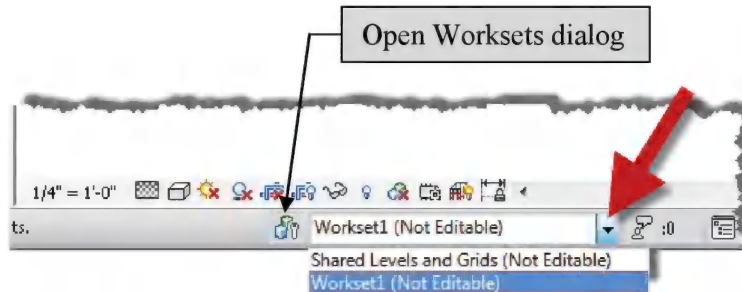 Open Worksets dialog
1/4" = 1'-0"
ts.
Workset1 (Not Editable)
:0
Shared Levels and Grids (Not Editable)
Workset1 (Not Editable)